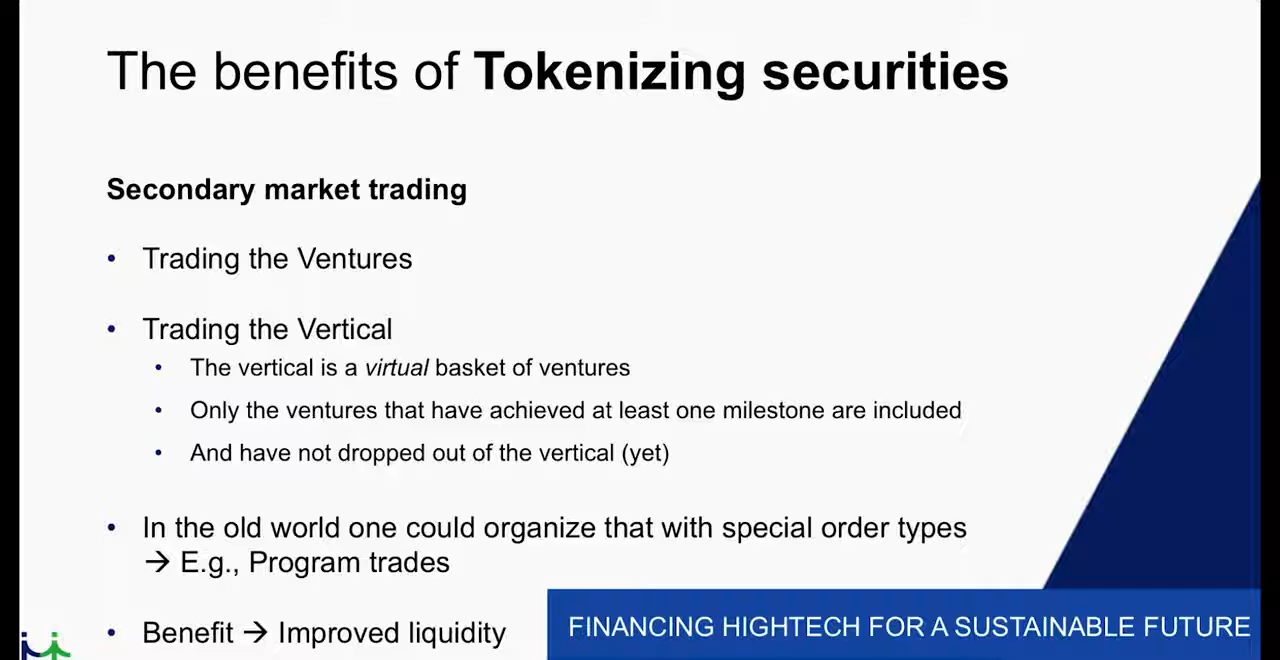 The benefits of Tokenizing securities
Secondary market trading
• Trading the Ventures
• Trading the Vertical
• The vertical is a virtual basket of ventures
• Only the ventures that have achieved at least one milestone are included
• And have not dropped out of the vertical (yet)
• In the old world one could organize that with special order types
→ E.g., Program trades
• Benefit → Improved liquidity
FINANCING HIGHTECH FOR A SUSTAINABLE FUTURE